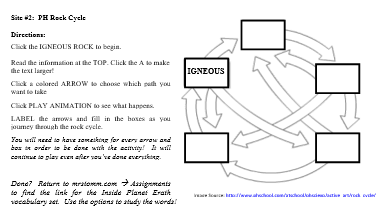 Site #2:  PH Rock Cycle
Directions:
Click the IGNEOUS ROCK to begin.
Read the information at the TOP. Click the A to make
the text larger!
Click a colored ARROW to choose which path you
want to take
Click PLAY ANIMATION to see what happens.
LABEL the arrows and fill in the boxes as you
journey through the rock cycle.
You will need to have something for every arrow and
box in order to be done with the activity!  It will
continue to play even after you've done everything.
Done?  Return to mrstomm.com → Assignments
to find the link for the Inside Planet Erath
vocabulary set.  Use the options to study the words!
IGNEOUS
Image Source: http://www.phschool.com/atschool/phsciexp/active_art/rock_cycle/